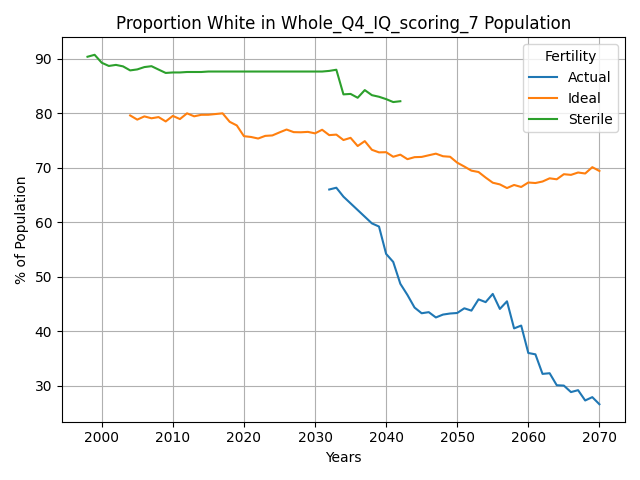 Proportion White in Whole_Q4_IQ_scoring_7 Population
Fertility
Actual
Ideal
Sterile
% of Population
90
80
70
60
50
40
30
2000 2010 2020 2030 2040 2050 2060 2070
Years